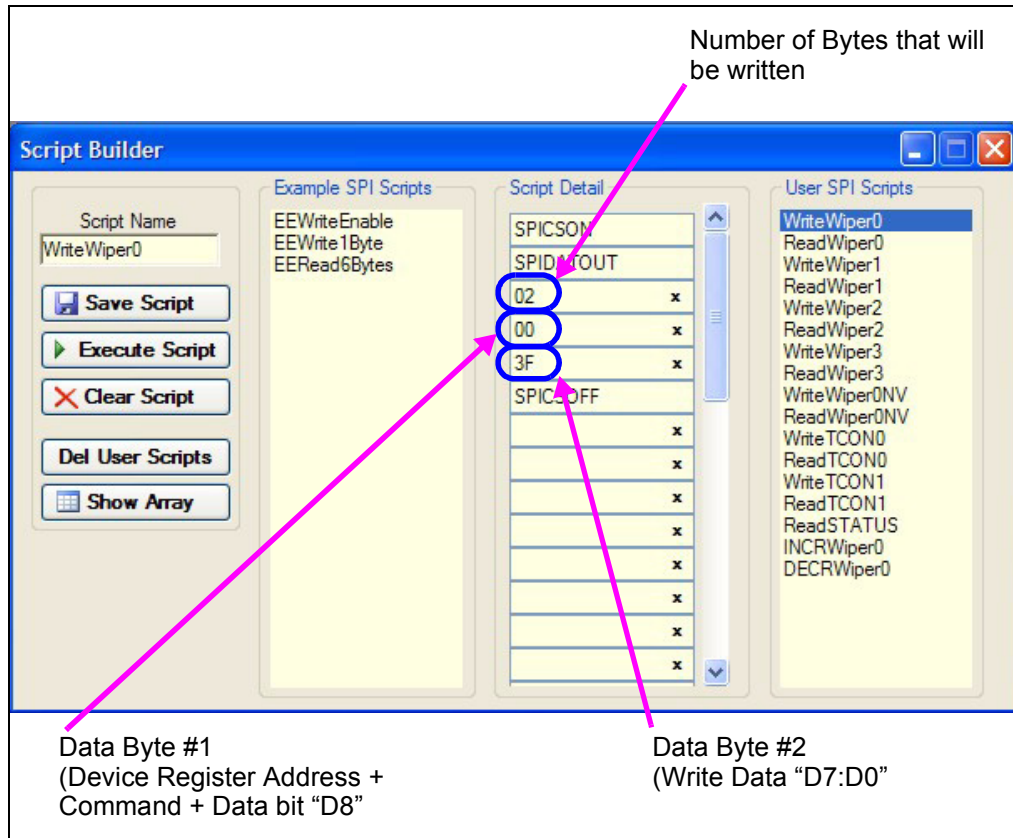 Number of Bytes that will
be written
Script Builder
Script Name
WriteWiper0
Save Script
Execute Script
Clear Script
Del User Scripts
Show Array
Example SPI Scripts
EEWriteEnable
EEWrite1Byte
EERead6Bytes
Script Detail
SPICSON
SPIDATOUT
02 x
00 x
3F x
SPICSOFF
x
x
x
x
x
x
x
x
User SPI Scripts
WriteWiper0
ReadWiper0
WriteWiper1
ReadWiper1
WriteWiper2
ReadWiper2
WriteWiper3
ReadWiper3
WriteWiper0NV
ReadWiper0NV
WriteTCON0
ReadTCON0
WriteTCON1
ReadTCON1
ReadSTATUS
INCRWiper0
DECRWiper0
Data Byte #1
(Device Register Address +
Command + Data bit “D8”
Data Byte #2
(Write Data “D7:D0”